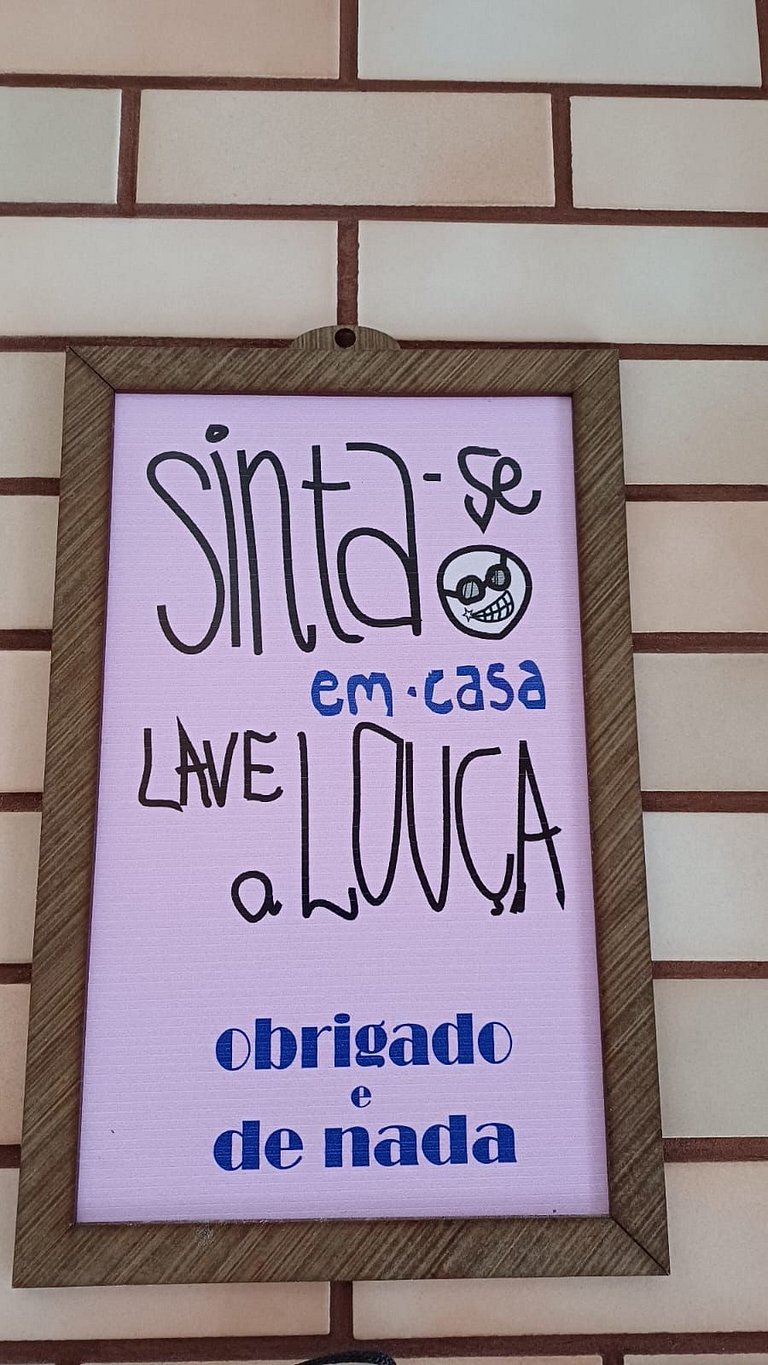 sinta-se
em·casa
LAVE
a LOUÇA
obrigado
e
de nada